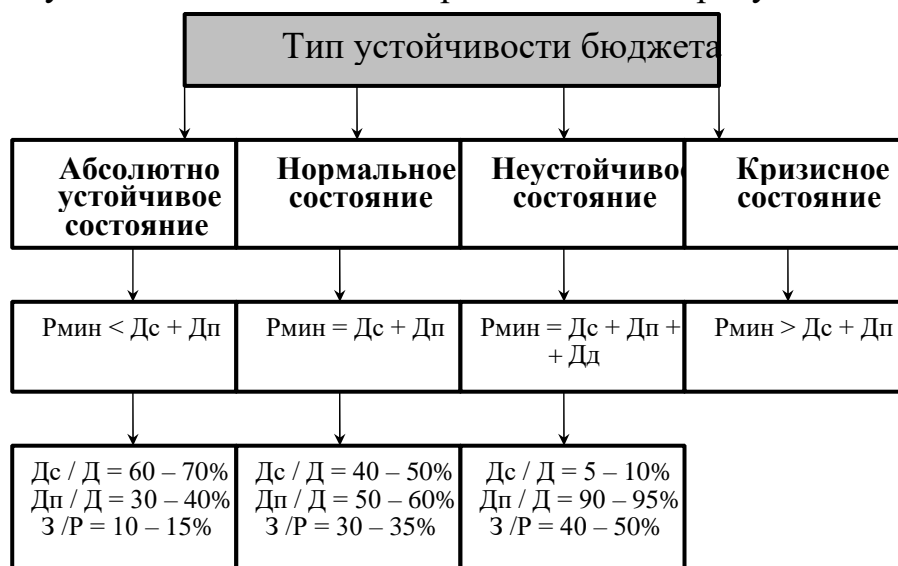 Тип устойчивости бюджета
Абсолютно
устойчивое
состояние
Нормальное
состояние
Неустойчивое
состояние
Кризисное
состояние
Рмин < Дс + Дп
Рмин = Дс + Дп
Рмин = Дс + Дп +
+ Дд
Рмин > Дс + Дп
Дс / Д = 60 – 70%
Дп / Д = 30 – 40%
З /Р = 10 – 15%
Дс / Д = 40 – 50%
Дп / Д = 50 – 60%
З /Р = 30 – 35%
Дс / Д = 5 – 10%
Дп / Д = 90 – 95%
З /Р = 40 – 50%